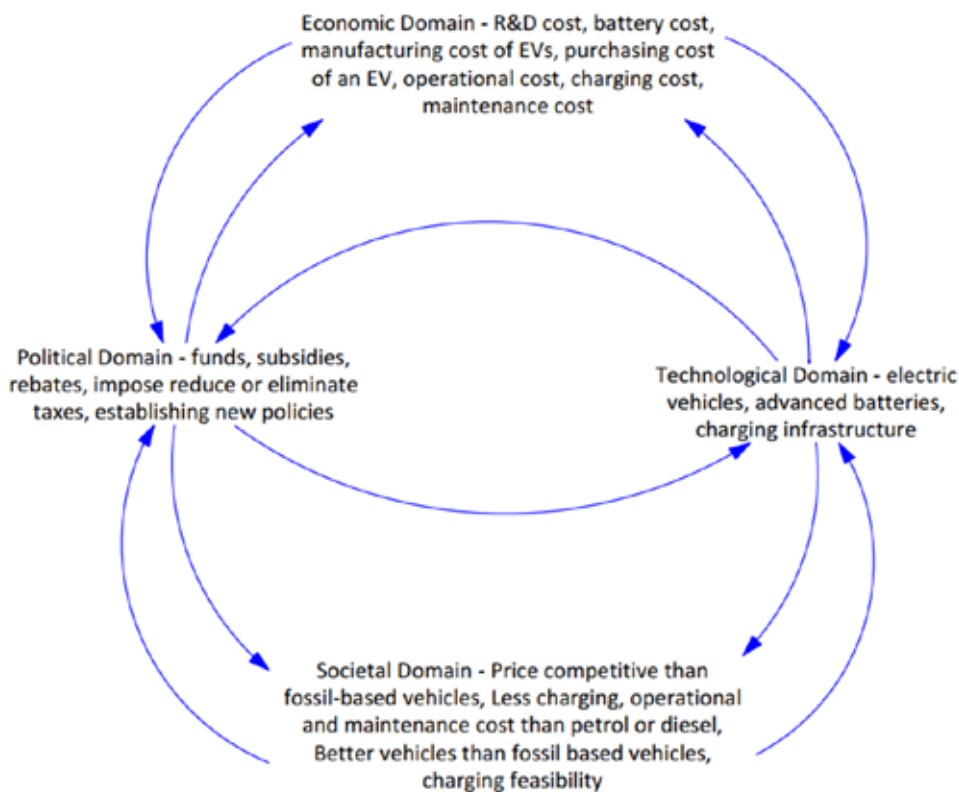 Economic Domain - R&D cost, battery cost,
manufacturing cost of EVs, purchasing cost
of an EV, operational cost, charging cost,
maintenance cost
Political Domain - funds, subsidies,
rebates, impose reduce or eliminate
taxes, establishing new policies
Technological Domain - electric
vehicles, advanced batteries,
charging infrastructure
Societal Domain - Price competitive than
fossil-based vehicles, Less charging, operational
and maintenance cost than petrol or diesel,
Better vehicles than fossil based vehicles,
charging feasibility